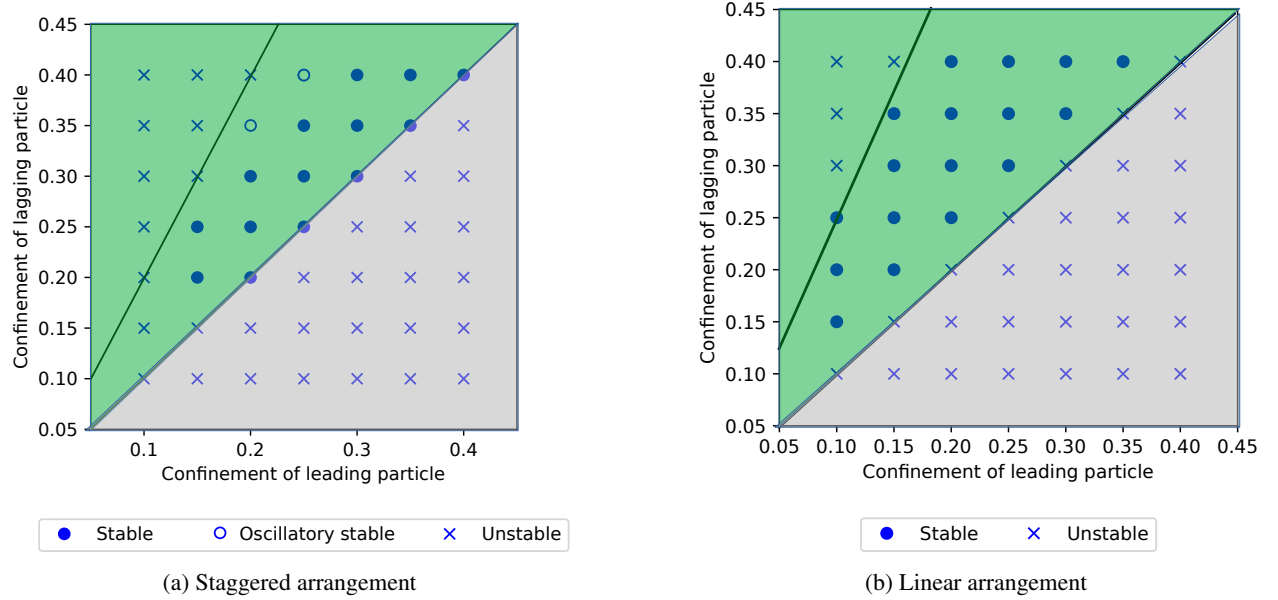 0.45
0.40
0.35
0.30
0.25
0.20
0.15
0.10
0.05
Confinement of lagging particle
0.1 0.2 0.3 0.4
Confinement of leading particle
Stable Oscillatory stable Unstable
(a) Staggered arrangement
0.45
0.40
0.35
0.30
0.25
0.20
0.15
0.10
0.05
Confinement of lagging particle
0.05 0.10 0.15 0.20 0.25 0.30 0.35 0.40 0.45
Confinement of leading particle
Stable Unstable
(b) Linear arrangement